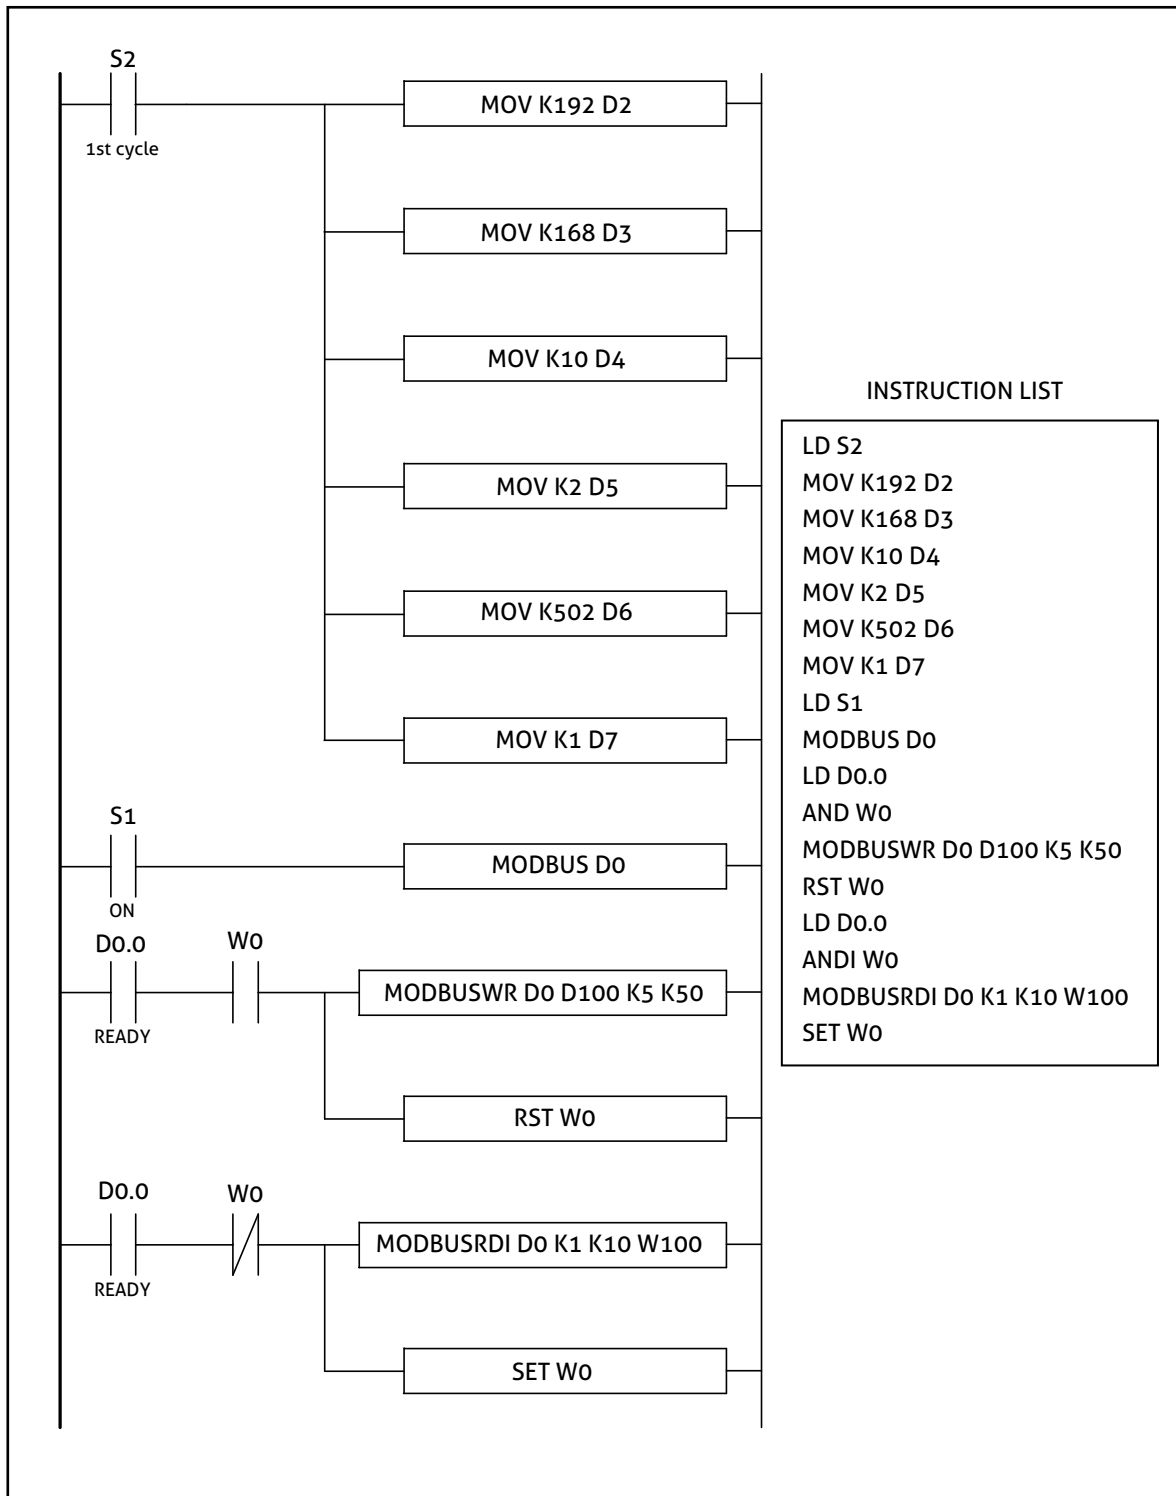 S2
1st cycle
MOV K192 D2
MOV K168 D3
MOV K10 D4
MOV K2 D5
MOV K502 D6
MOV K1 D7
S1
ON
MODBUS D0
D0.0
READY
W0
MODBUSWR D0 D100 K5 K50
RST W0
D0.0
READY
W0
MODBUSRDI D0 K1 K10 W100
SET W0
INSTRUCTION LIST
LD S2
MOV K192 D2
MOV K168 D3
MOV K10 D4
MOV K2 D5
MOV K502 D6
MOV K1 D7
LD S1
MODBUS D0
LD D0.0
AND W0
MODBUSWR D0 D100 K5 K50
RST W0
LD D0.0
ANDI W0
MODBUSRDI D0 K1 K10 W100
SET W0